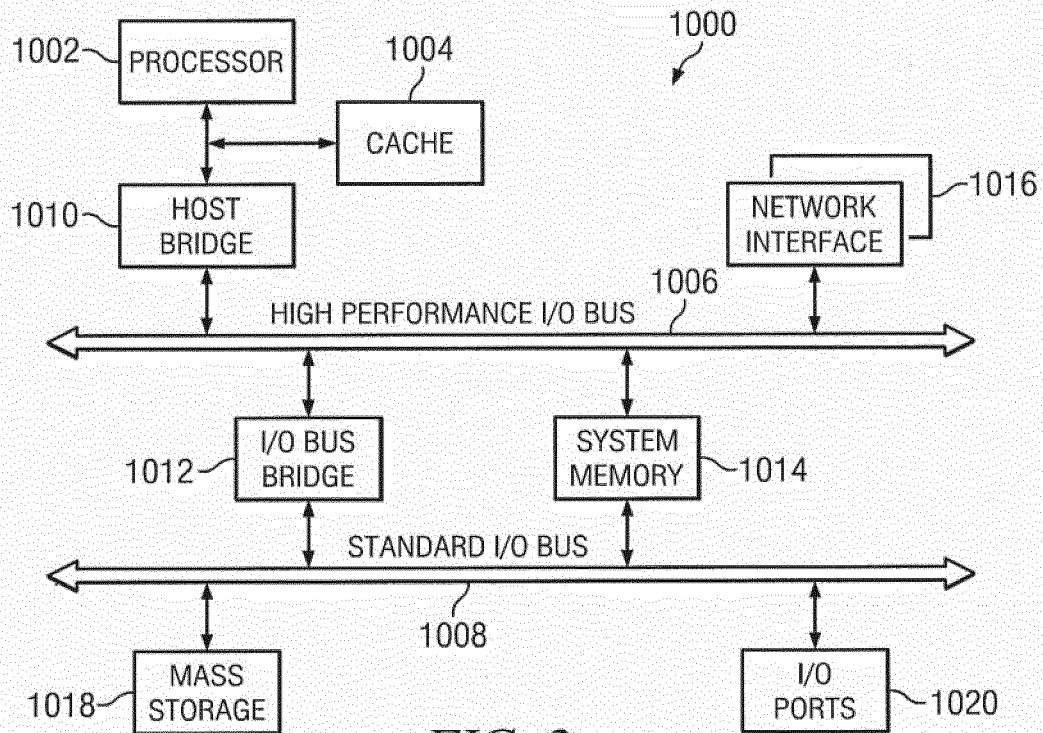 1000
1002
PROCESSOR
1004
CACHE
1010
HOST
BRIDGE
NETWORK
INTERFACE
1016
1006
HIGH PERFORMANCE I/O BUS
1012
I/O BUS
BRIDGE
SYSTEM
MEMORY
1014
STANDARD I/O BUS
1008
1018
MASS
STORAGE
I/O
PORTS
1020